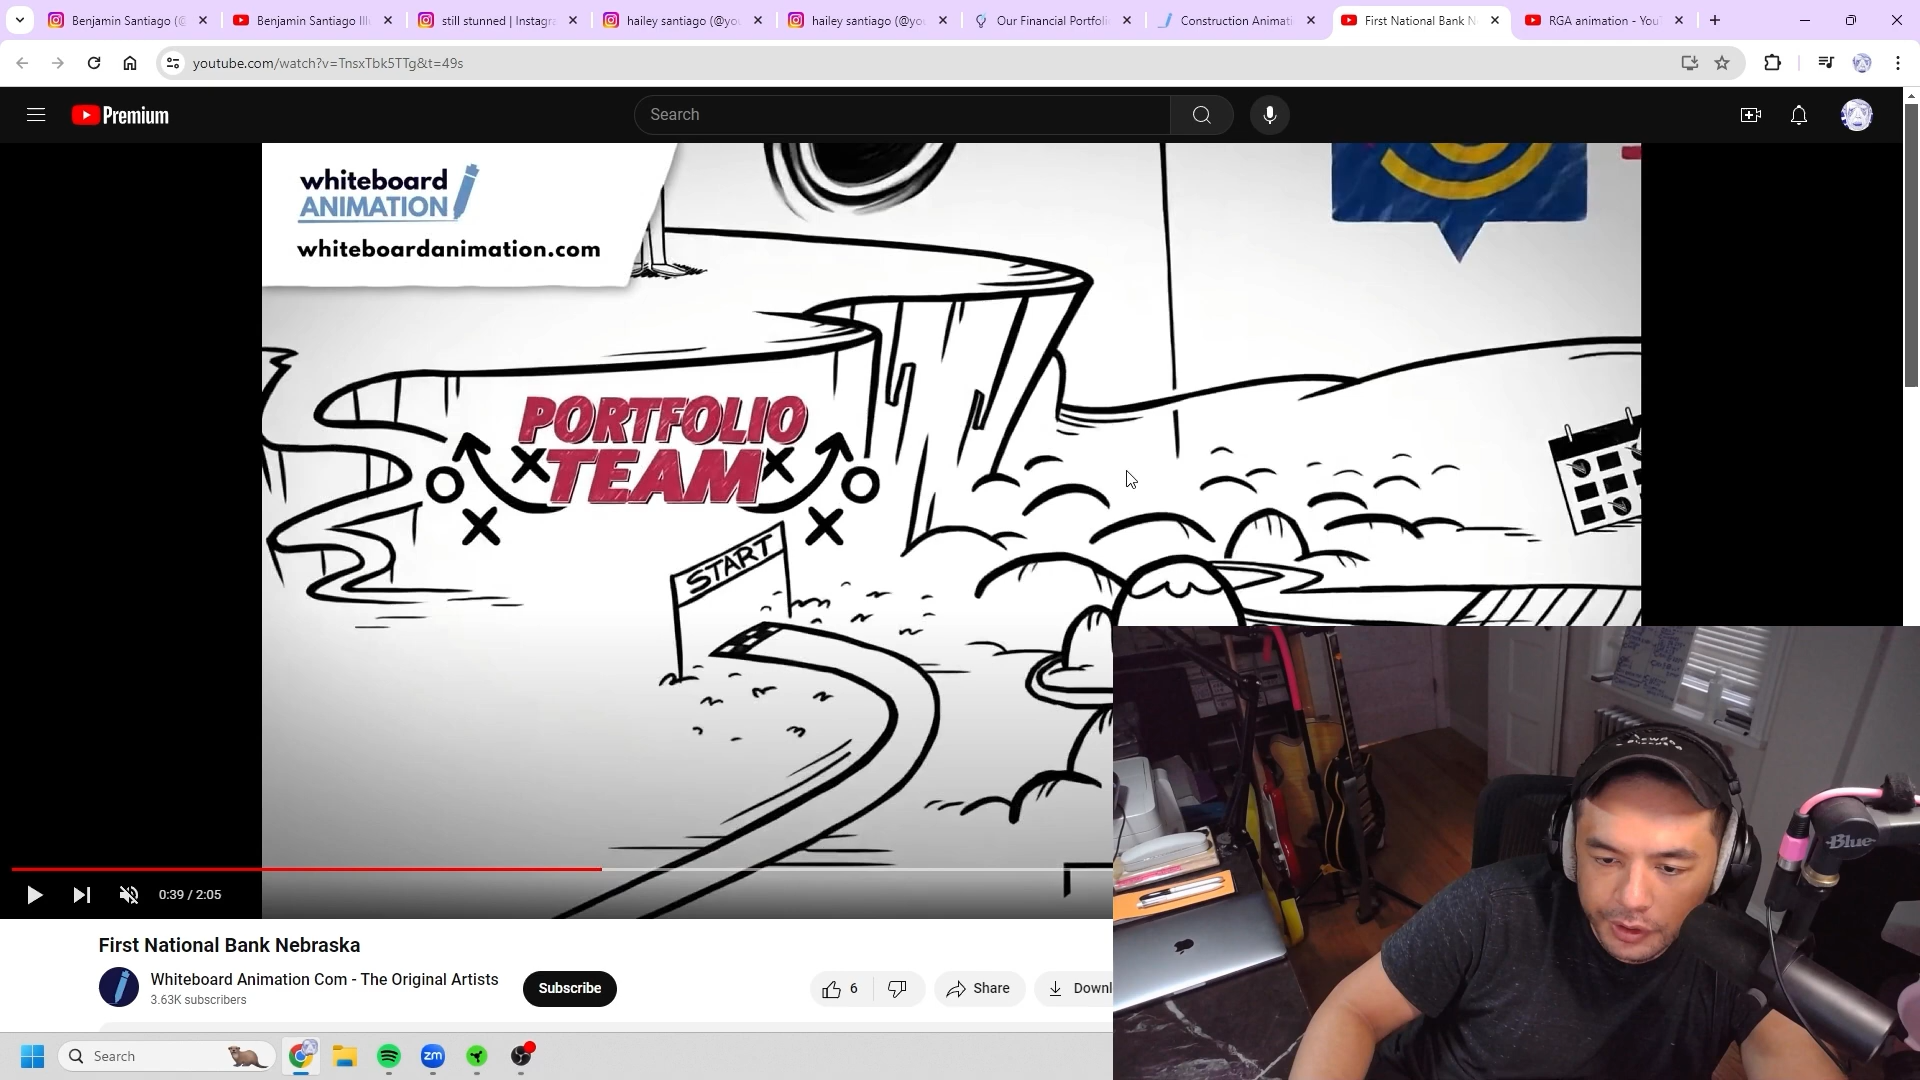 Benjamin Santiago (@
Benjamin Santiago Ill
still stunned | Instagra
hailey santiago (@yo
hailey santiago (@yo
Our Financial Portfoli
Construction Animati
First National Bank N
RGA animation - You
youtube.com/watch?v=TnsxTbk5TTg&t=49s
Premium
Search
whiteboard
ANIMATION
whiteboardanimation.com
PORTFOLIO
TEAM
START
0:39 / 2:05
First National Bank Nebraska
Whiteboard Animation Com - The Original Artists
3.63K subscribers
Subscribe
6
Share
Downl
Blue
Search
zm